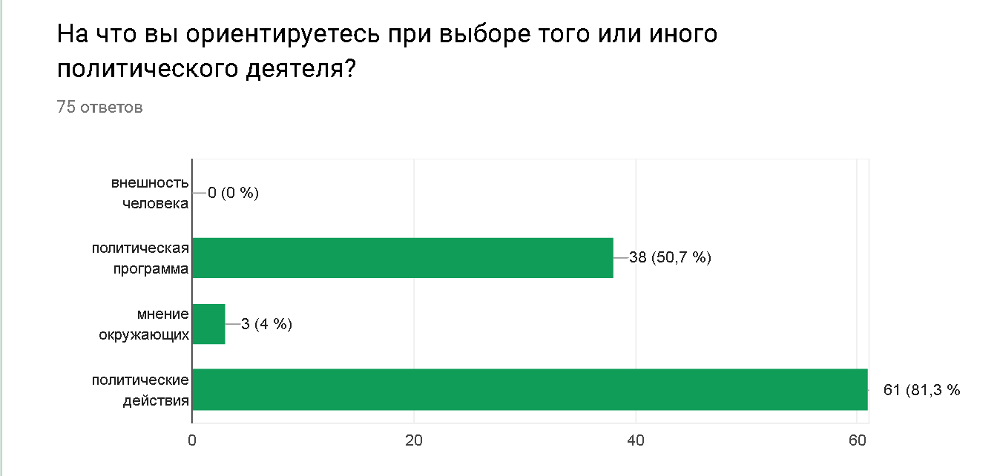 На что вы ориентируетесь при выборе того или иного
политического деятеля?
75 ответов
внешность
человека
0 (0 %)
политическая
программа
38 (50,7 %)
мнение
окружающих
3 (4 %)
политические
действия
61 (81,3 %
0
20
40
60